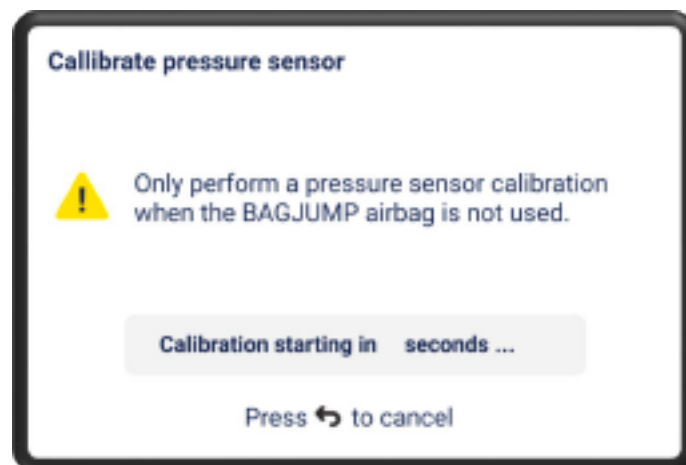 Callibrate pressure sensor
!
Only perform a pressure sensor calibration
when the BAGJUMP airbag is not used.
Calibration starting in seconds ...
Press ↩ to cancel